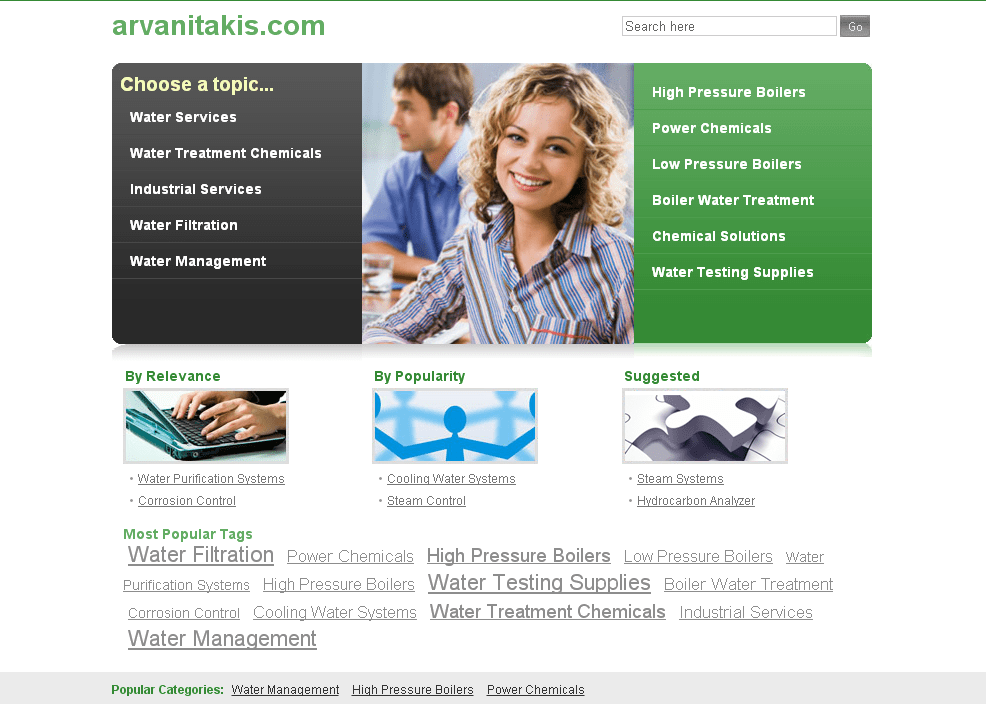 arvanitakis.com
Search here
Go
Choose a topic...
Water Services
Water Treatment Chemicals
Industrial Services
Water Filtration
Water Management
High Pressure Boilers
Power Chemicals
Low Pressure Boilers
Boiler Water Treatment
Chemical Solutions
Water Testing Supplies
By Relevance
Water Purification Systems
Corrosion Control
By Popularity
Cooling Water Systems
Steam Control
Suggested
Steam Systems
Hydrocarbon Analyzer
Most Popular Tags
Water Filtration Power Chemicals High Pressure Boilers Low Pressure Boilers Water
Purification Systems High Pressure Boilers Water Testing Supplies Boiler Water Treatment
Corrosion Control Cooling Water Systems Water Treatment Chemicals Industrial Services
Water Management
Popular Categories: Water Management High Pressure Boilers Power Chemicals